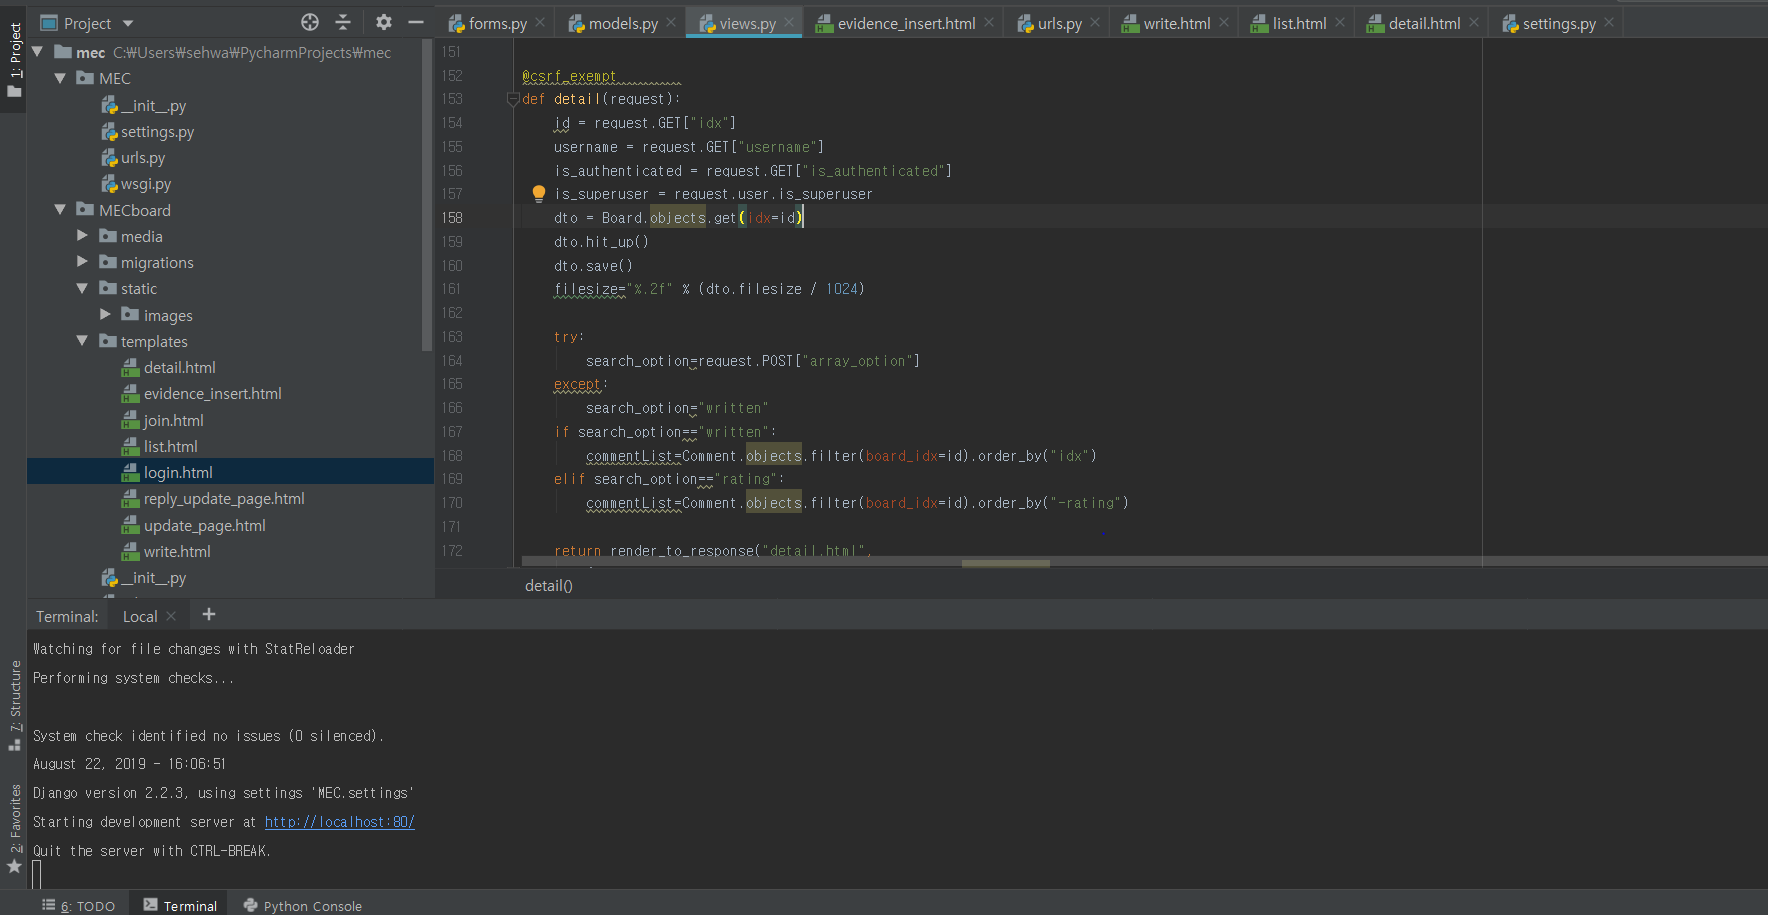 Project
forms.py
models.py
views.py
evidence_insert.html
urls.py
write.html
list.html
detail.html
settings.py
1: Project
7: Structure
2: Favorites
mec C:₩Users₩sehwa₩PycharmProjects₩mec
MEC
__init__.py
settings.py
urls.py
wsgi.py
MECboard
media
migrations
static
images
templates
detail.html
evidence_insert.html
join.html
list.html
login.html
reply_update_page.html
update_page.html
write.html
__init__.py
151
152 @csrf_exempt
153 def detail(request):
154 id = request.GET["idx"]
155 username = request.GET["username"]
156 is_authenticated = request.GET["is_authenticated"]
157 is_superuser = request.user.is_superuser
158 dto = Board.objects.get(idx=id)
159 dto.hit_up()
160 dto.save()
161 filesize="%.2f" % (dto.filesize / 1024)
162
163 try:
164 search_option=request.POST["array_option"]
165 except:
166 search_option="written"
167 if search_option=="written":
168 commentList=Comment.objects.filter(board_idx=id).order_by("idx")
169 elif search_option=="rating":
170 commentList=Comment.objects.filter(board_idx=id).order_by("-rating")
171
172 return render_to_response("detail.html",
detail()
Terminal: Local +
Watching for file changes with StatReloader
Performing system checks...
System check identified no issues (0 silenced).
August 22, 2019 - 16:06:51
Django version 2.2.3, using settings 'MEC.settings'
Starting development server at http://localhost:80/
Quit the server with CTRL-BREAK.
6: TODO
Terminal
Python Console